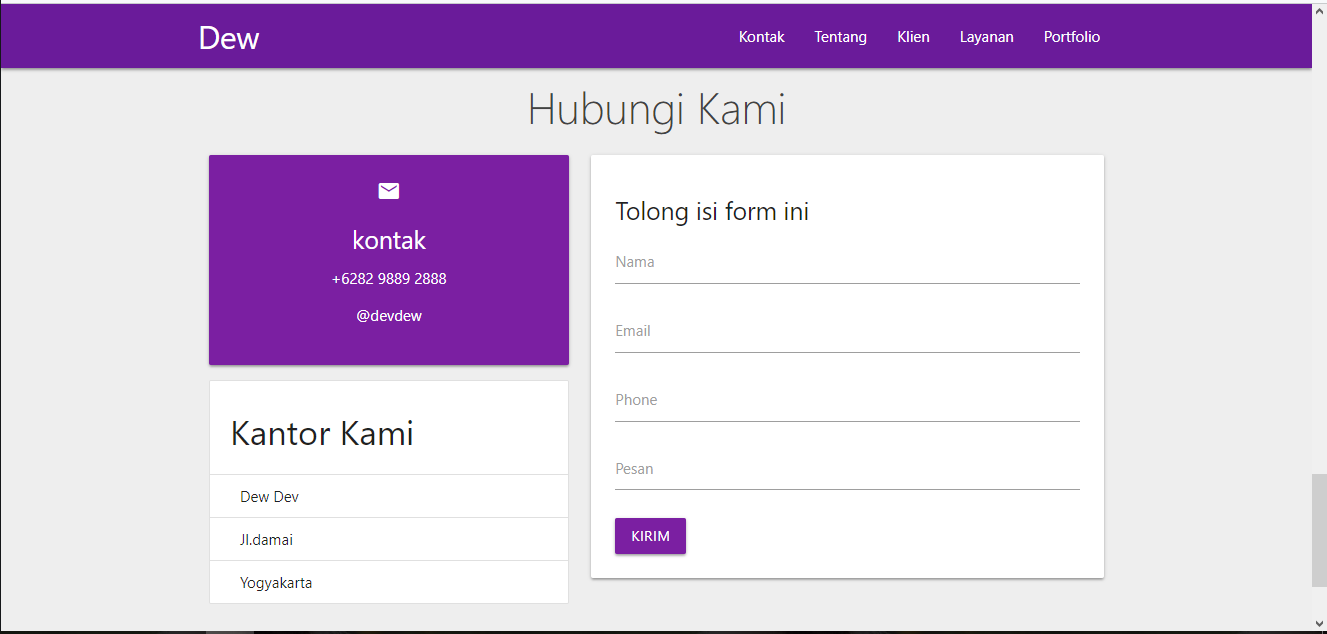 Dew
Kontak Tentang Klien Layanan Portfolio
Hubungi Kami
kontak
+6282 9889 2888
@devdew
Kantor Kami
Dew Dev
Jl.damai
Yogyakarta
Tolong isi form ini
Nama
Email
Phone
Pesan
KIRIM